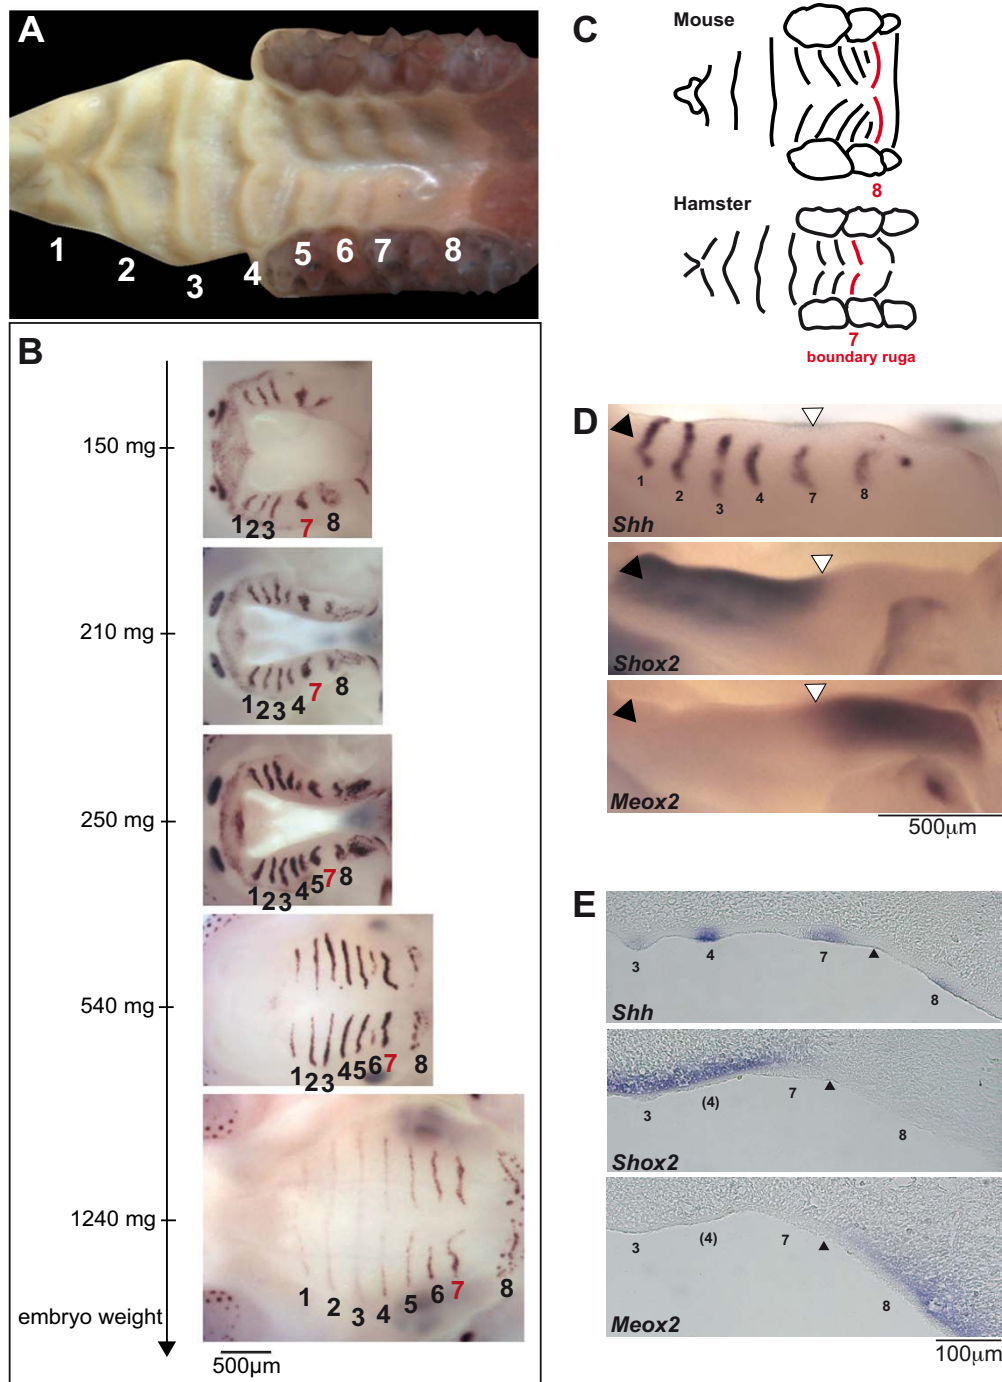 A
1 2 3 4 5 6 7 8
B
150 mg
1 2 3 7 8
210 mg
1 2 3 4 7 8
250 mg
1 2 3 4 5 7 8
540 mg
1 2 3 4 5 6 7 8
1240 mg
1 2 3 4 5 6 7 8
embryo weight
500µm
C
Mouse
8
Hamster
7
boundary ruga
D
1 2 3 4 7 8
Shh
Shox2
Meox2
500µm
E
3 4 7 8
Shh
3 (4) 7 8
Shox2
3 (4) 7 8
Meox2
100µm